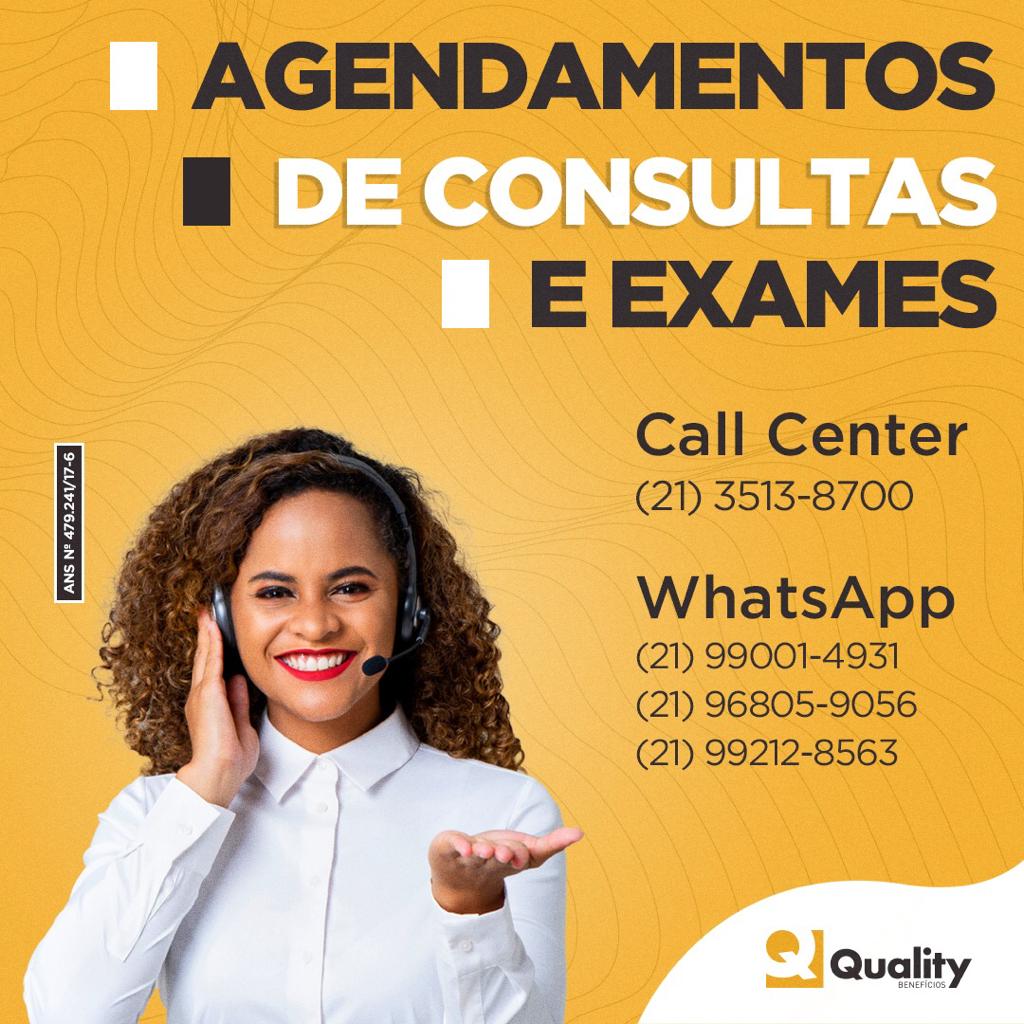 AGENDAMENTOS
DE CONSULTAS
E EXAMES
Call Center
(21) 3513-8700
WhatsApp
(21) 99001-4931
(21) 96805-9056
(21) 99212-8563
ANS Nº 479.241/17-6
Quality
BENEFÍCIOS